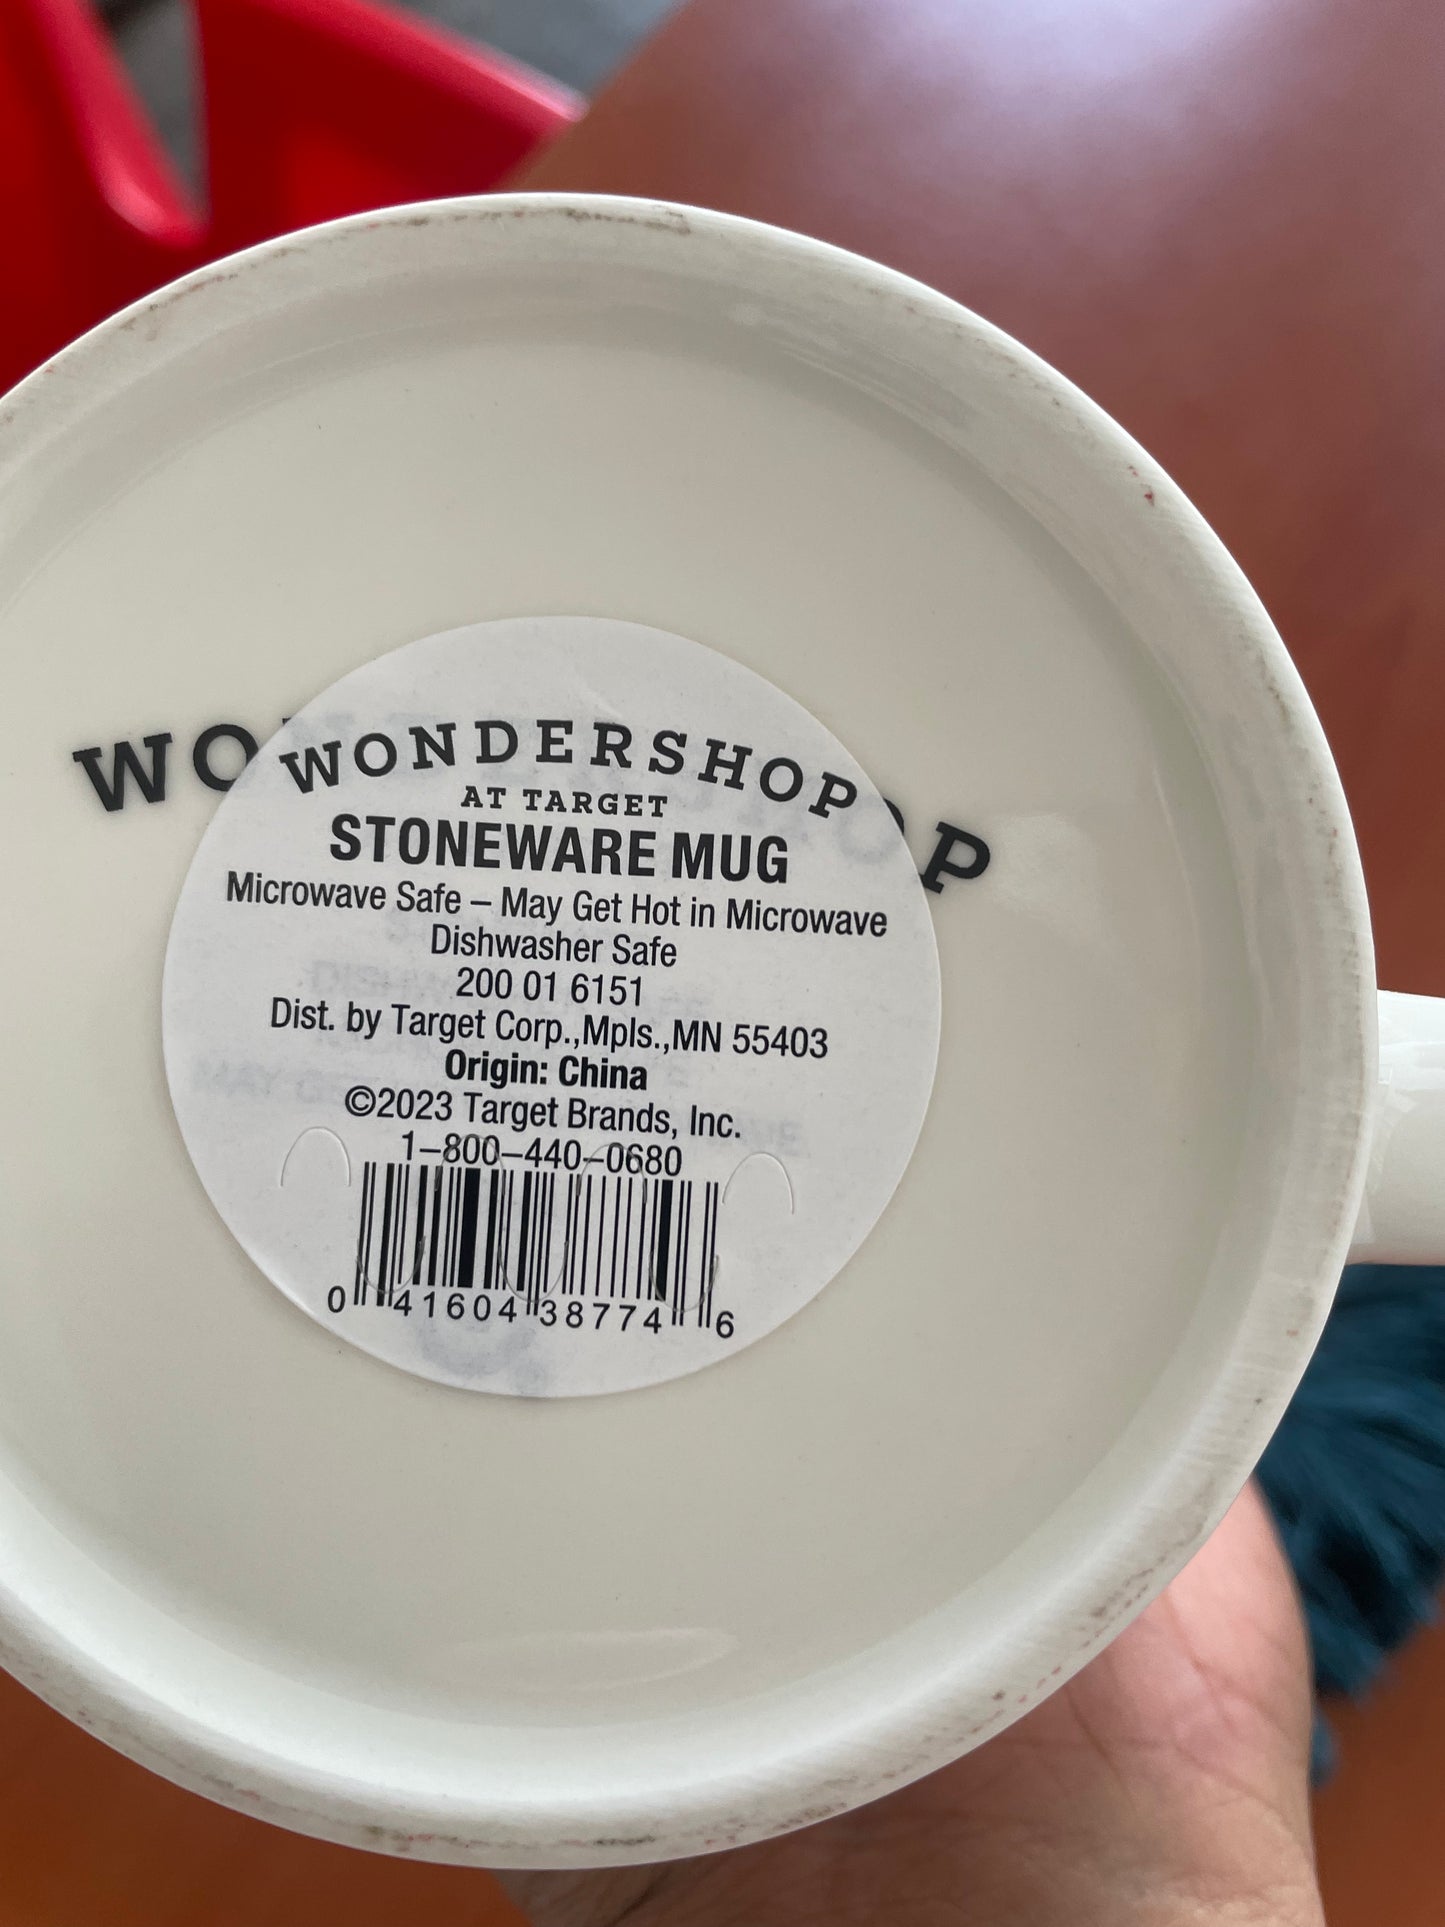 WONDERSHOP
AT TARGET
STONEWARE MUG
Microwave Safe – May Get Hot in Microwave
Dishwasher Safe
200 01 6151
Dist. by Target Corp.,Mpls.,MN 55403
Origin: China
©2023 Target Brands, Inc.
1–800–440–0680
0 41604 38774 6